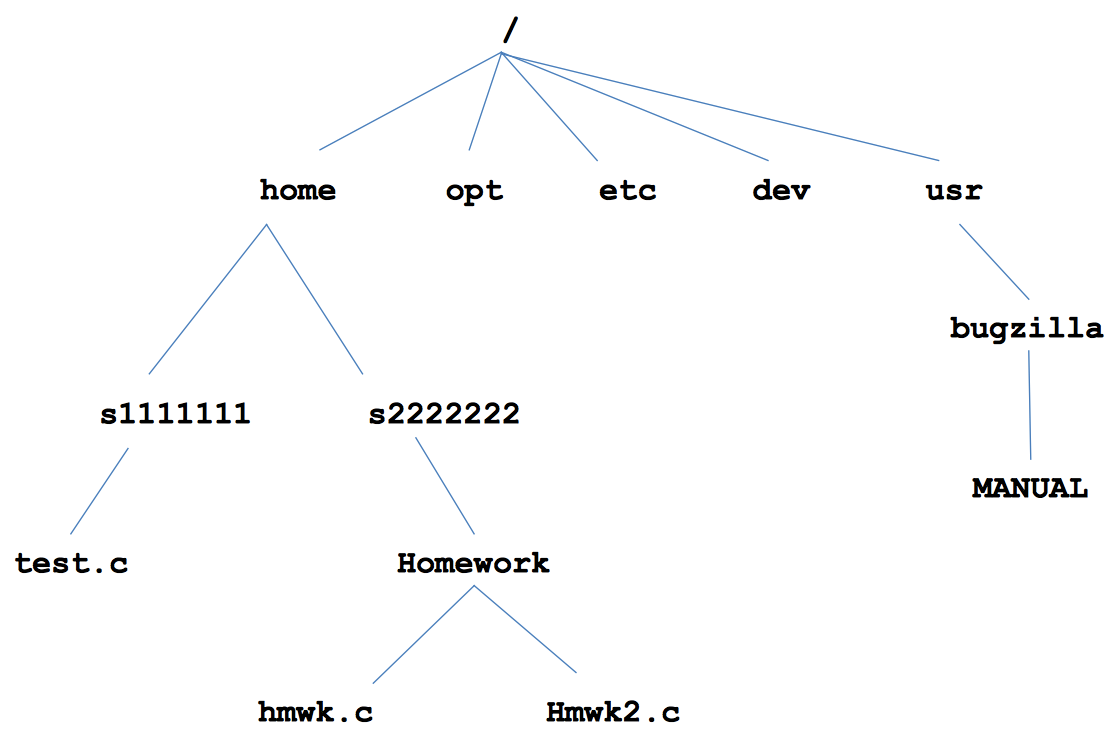 /
home opt etc dev usr
bugzilla
s1111111 s2222222
MANUAL
test.c Homework
hmwk.c Hmwk2.c